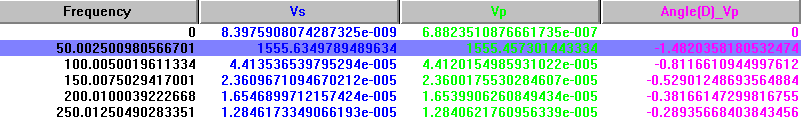 Frequency Vs Vp Angle(D)_Vp
0 8.3975908074287325e-009 6.8823510876661735e-007 0
50.002500980566701 1555.6349789489634 1555.457301443334 -1.4820358180532474
100.0050019611334 4.413536539795294e-005 4.4120154985931022e-005 -0.8116610944997612
150.0075029417001 2.3609671094670212e-005 2.3600175530284607e-005 -0.52901248693564884
200.0100039222668 1.6546899712157424e-005 1.6539906260849434e-005 -0.38166147299816755
250.01250490283351 1.2846173349066193e-005 1.2840621760956339e-005 -0.28935668403843456